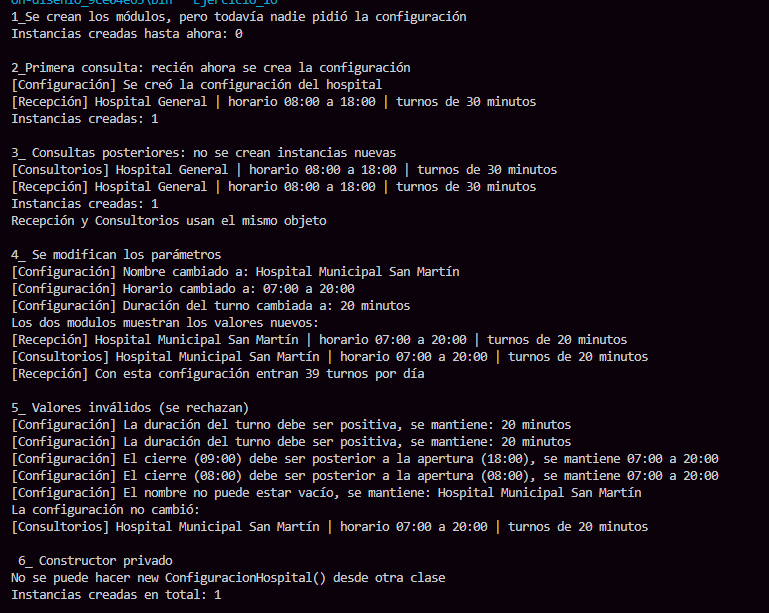 1_Se crean los módulos, pero todavía nadie pidió la configuración
Instancias creadas hasta ahora: 0
2_Primera consulta: recién ahora se crea la configuración
[Configuración] Se creó la configuración del hospital
[Recepción] Hospital General | horario 08:00 a 18:00 | turnos de 30 minutos
Instancias creadas: 1
3_ Consultas posteriores: no se crean instancias nuevas
[Consultorios] Hospital General | horario 08:00 a 18:00 | turnos de 30 minutos
[Recepción] Hospital General | horario 08:00 a 18:00 | turnos de 30 minutos
Instancias creadas: 1
Recepción y Consultorios usan el mismo objeto
4_ Se modifican los parámetros
[Configuración] Nombre cambiado a: Hospital Municipal San Martín
[Configuración] Horario cambiado a: 07:00 a 20:00
[Configuración] Duración del turno cambiada a: 20 minutos
Los dos modulos muestran los valores nuevos:
[Recepción] Hospital Municipal San Martín | horario 07:00 a 20:00 | turnos de 20 minutos
[Consultorios] Hospital Municipal San Martín | horario 07:00 a 20:00 | turnos de 20 minutos
[Recepción] Con esta configuración entran 39 turnos por día
5_ Valores inválidos (se rechazan)
[Configuración] La duración del turno debe ser positiva, se mantiene: 20 minutos
[Configuración] La duración del turno debe ser positiva, se mantiene: 20 minutos
[Configuración] El cierre (09:00) debe ser posterior a la apertura (18:00), se mantiene 07:00 a 20:00
[Configuración] El cierre (08:00) debe ser posterior a la apertura (08:00), se mantiene 07:00 a 20:00
[Configuración] El nombre no puede estar vacío, se mantiene: Hospital Municipal San Martín
La configuración no cambió:
[Consultorios] Hospital Municipal San Martín | horario 07:00 a 20:00 | turnos de 20 minutos
6_ Constructor privado
No se puede hacer new ConfiguracionHospital() desde otra clase
Instancias creadas en total: 1